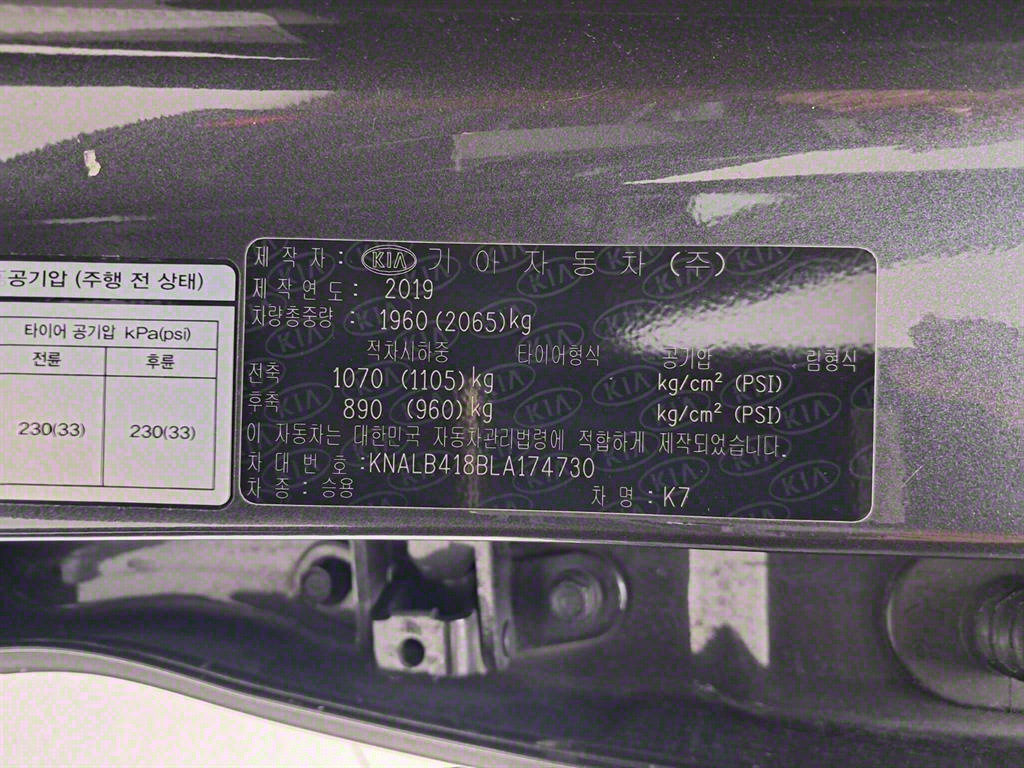 공기압 (주행 전 상태)
타이어 공기압 kPa(psi)
전륜 후륜
230(33) 230(33)
제 작 자 : KIA 기 아 자 동 차 (주)
제 작 연 도 : 2019
차량총중량 : 1960 (2065)kg
적차시하중 타이어형식 공기압 림형식
전축 1070 (1105)kg kg/cm² (PSI)
후축 890 (960)kg kg/cm² (PSI)
이 자동차는 대한민국 자동차관리법령에 적합하게 제작되었습니다.
차 대 번 호 :KNALB418BLA174730
차 종 : 승용 차 명 : K7